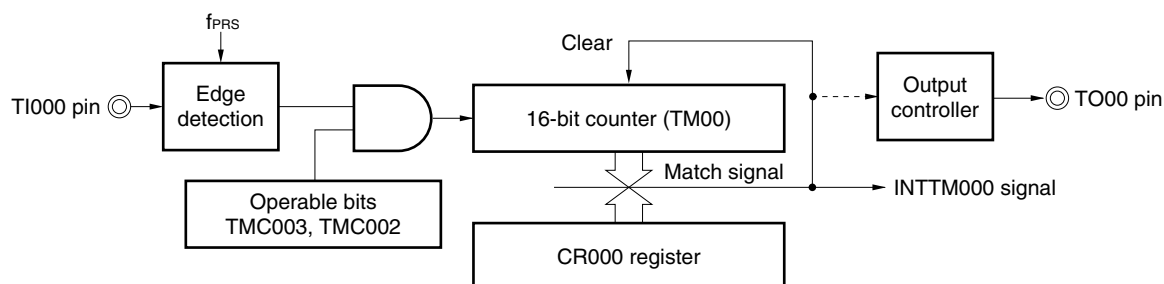 fPRS
Clear
TI000 pin
Edge
detection
16-bit counter (TM00)
Output
controller
TO00 pin
Operable bits
TMC003, TMC002
Match signal
INTTM000 signal
CR000 register